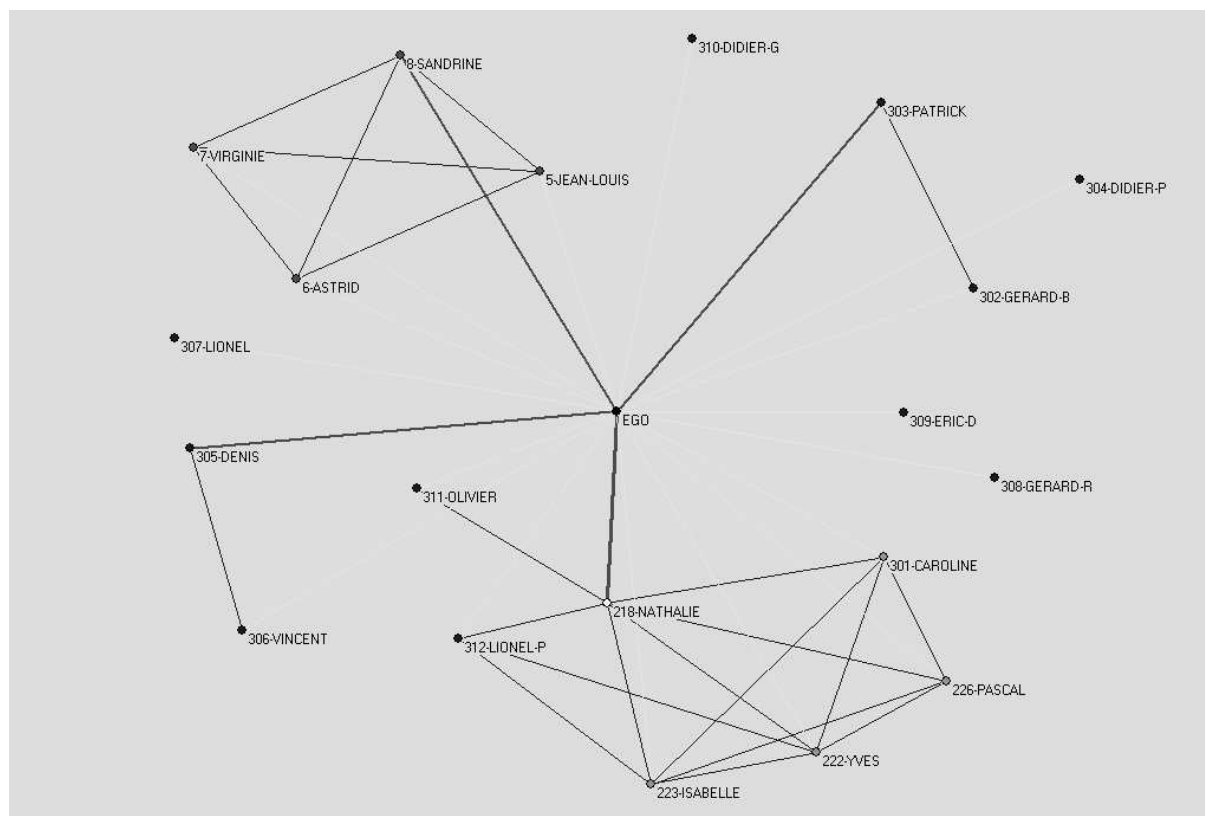 310-DIDIER-G
8-SANDRINE
303-PATRICK
7-VIRGINIE
5-JEAN-LOUIS
304-DIDIER-P
6-ASTRID
302-GERARD-B
307-LIONEL
EGO
309-ERIC-D
305-DENIS
308-GERARD-R
311-OLIVIER
301-CAROLINE
218-NATHALIE
306-VINCENT
312-LIONEL-P
226-PASCAL
222-YVES
223-ISABELLE